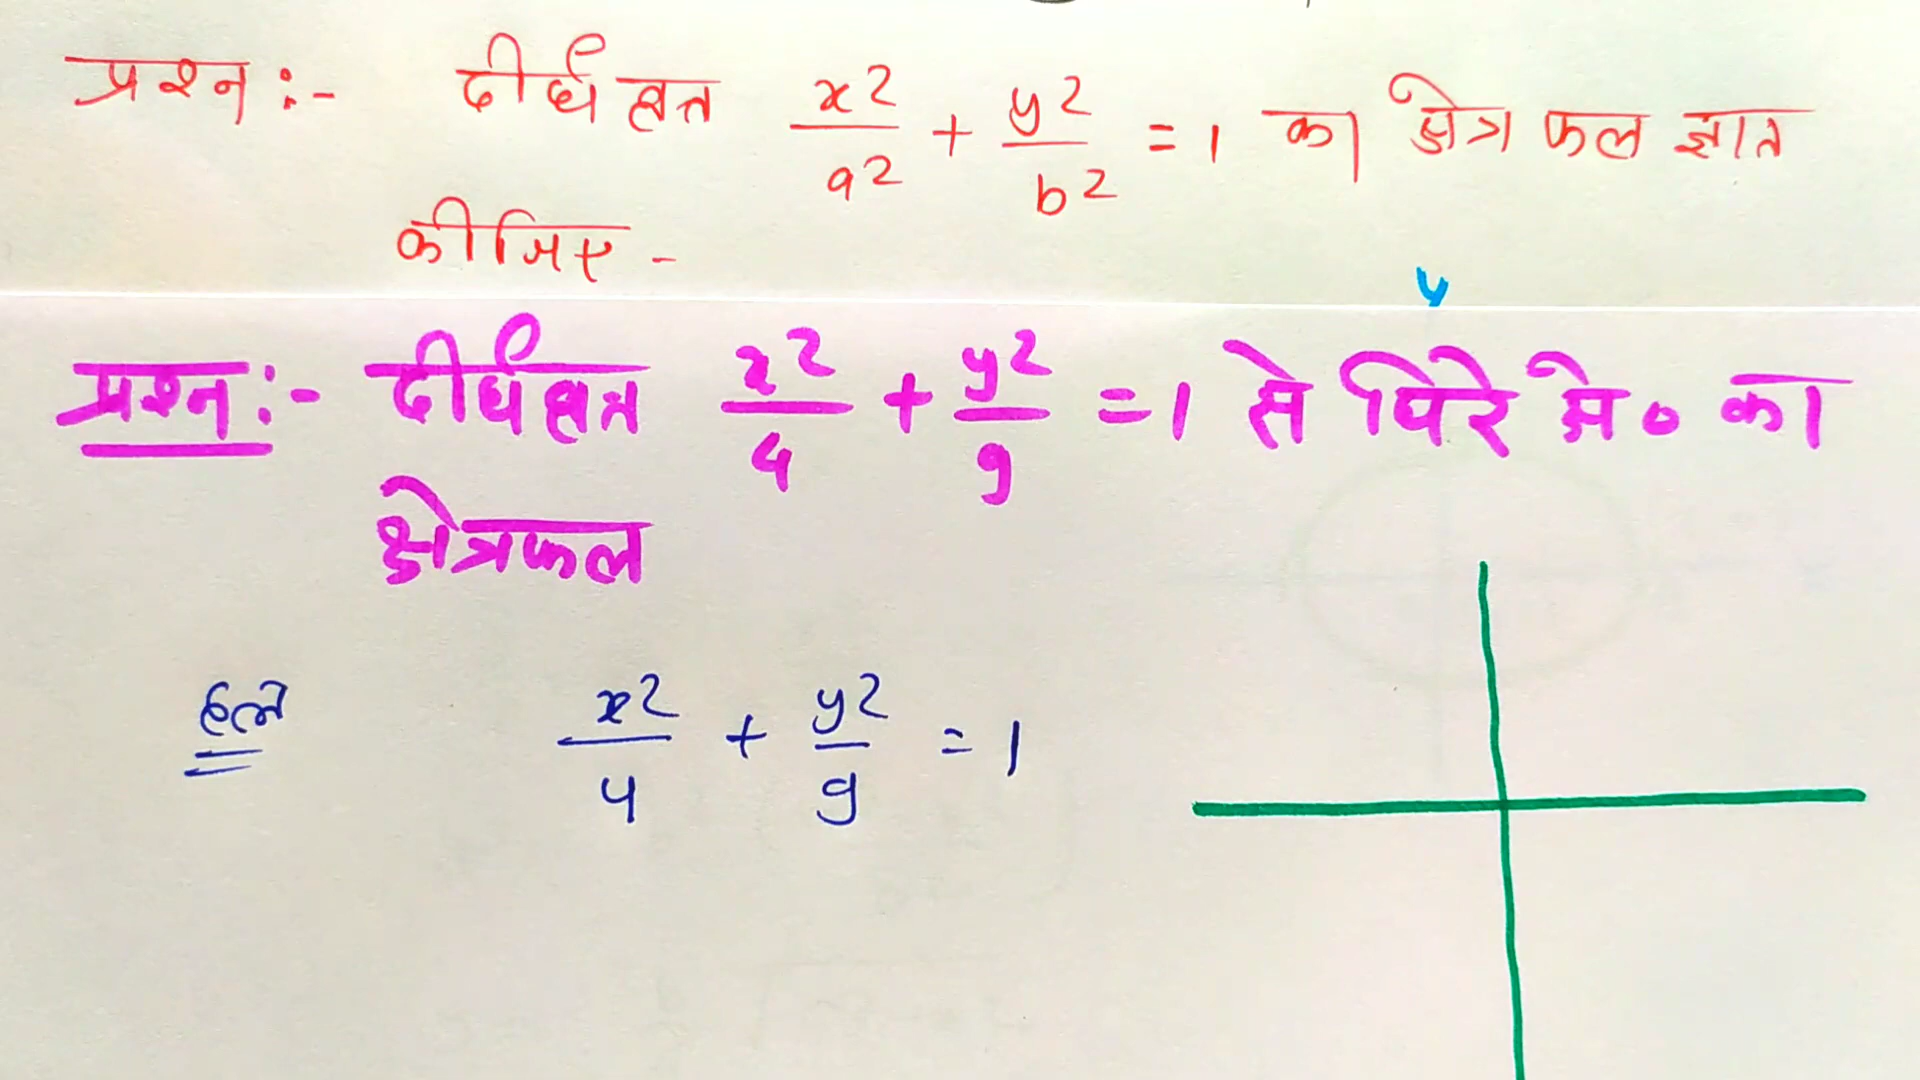 प्रश्न :- दीर्घवृत्त x²/a² + y²/b² = 1 का क्षेत्रफल ज्ञात
कीजिए -
प्रश्न :- दीर्घवृत्त x²/4 + y²/9 = 1 से घिरे क्षे० का
क्षेत्रफल
हल x²/4 + y²/9 = 1